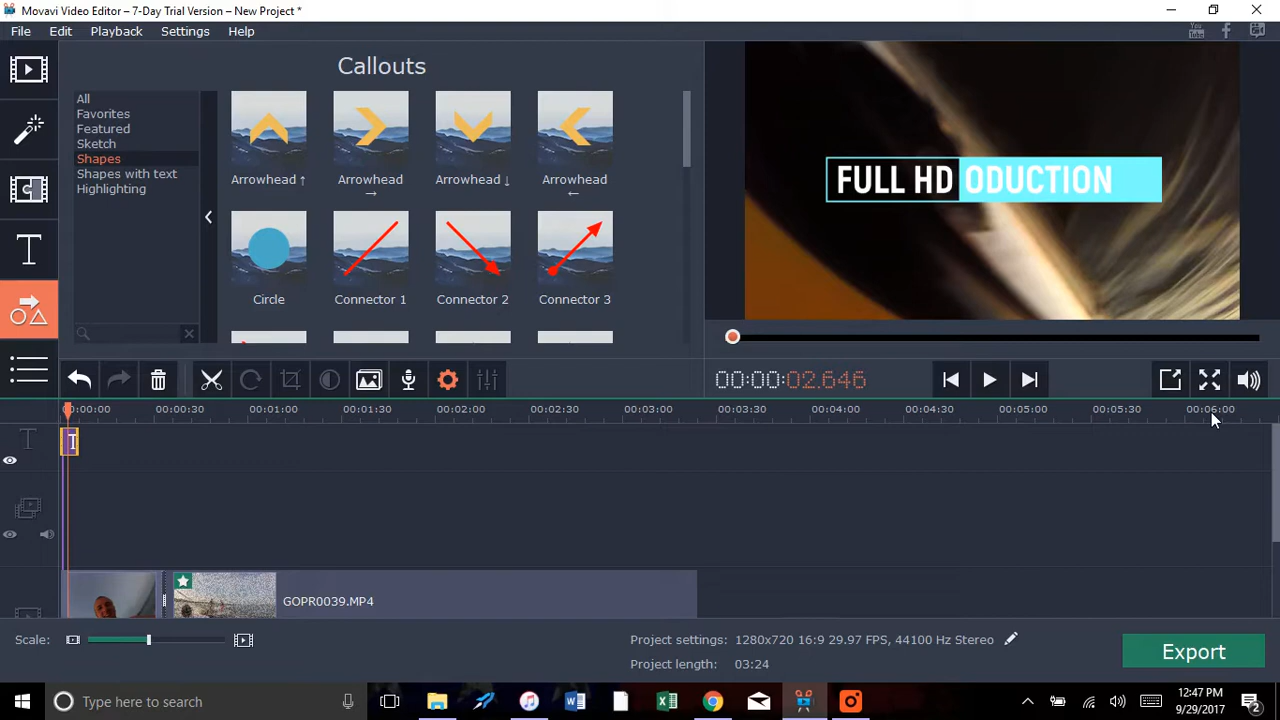 Movavi Video Editor – 7-Day Trial Version – New Project *
File Edit Playback Settings Help
Callouts
All
Favorites
Featured
Sketch
Shapes
Shapes with text
Highlighting
Arrowhead ↑
Arrowhead →
Arrowhead ↓
Arrowhead ←
Circle
Connector 1
Connector 2
Connector 3
FULL HD ODUCTION
00:00:02.646
00:00:00 00:00:30 00:01:00 00:01:30 00:02:00 00:02:30 00:03:00 00:03:30 00:04:00 00:04:30 00:05:00 00:05:30 00:06:00
GOPR0039.MP4
Scale:
Project settings: 1280x720 16:9 29.97 FPS, 44100 Hz Stereo
Project length: 03:24
Export
Type here to search
12:47 PM
9/29/2017
2